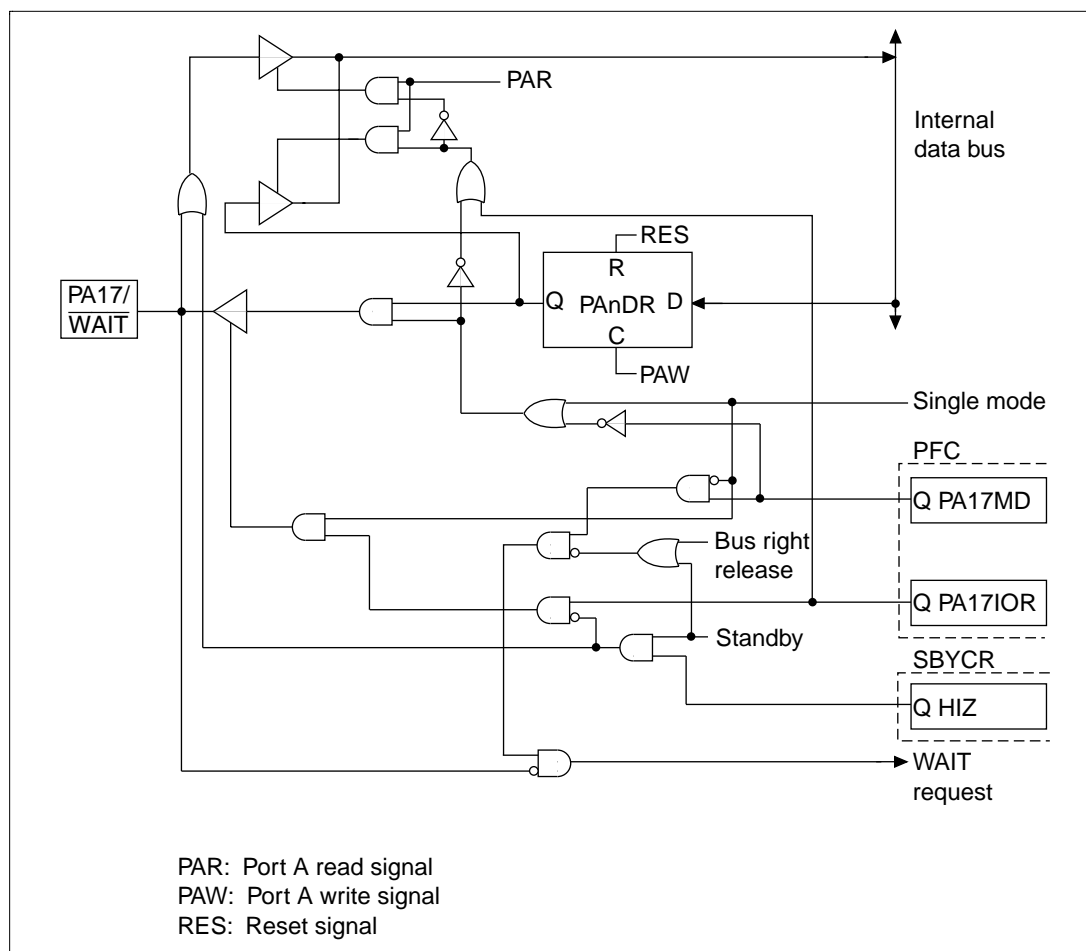 PAR
Internal
data bus
RES
R
PA17/
WAIT
Q PAnDR D
C
PAW
Single mode
PFC
Q PA17MD
Bus right
release
Q PA17IOR
Standby
SBYCR
Q HIZ
WAIT
request
PAR: Port A read signal
PAW: Port A write signal
RES: Reset signal